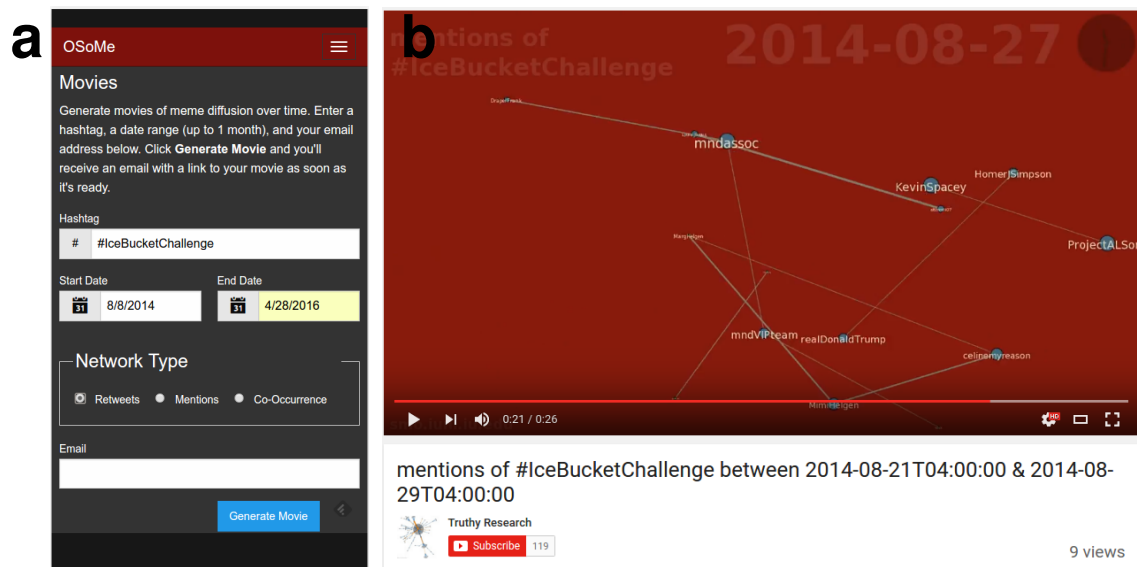 a
OSoMe
Movies
Generate movies of meme diffusion over time. Enter a
hashtag, a date range (up to 1 month), and your email
address below. Click Generate Movie and you'll
receive an email with a link to your movie as soon as
it's ready.
Hashtag
# #IceBucketChallenge
Start Date End Date
31 8/8/2014 31 4/28/2016
Network Type
Retweets Mentions Co-Occurrence
Email
Generate Movie
b
mentions of
#IceBucketChallenge
2014-08-27
mndassoc
HomerJSimpson
KevinSpacey
ProjectALSor
MaryHelgen
mndVIPteam
realDonaldTrump
celinemyreason
MimiHelgen
0:21 / 0:26
HD
mentions of #IceBucketChallenge between 2014-08-21T04:00:00 & 2014-08-
29T04:00:00
Truthy Research
Subscribe 119
9 views